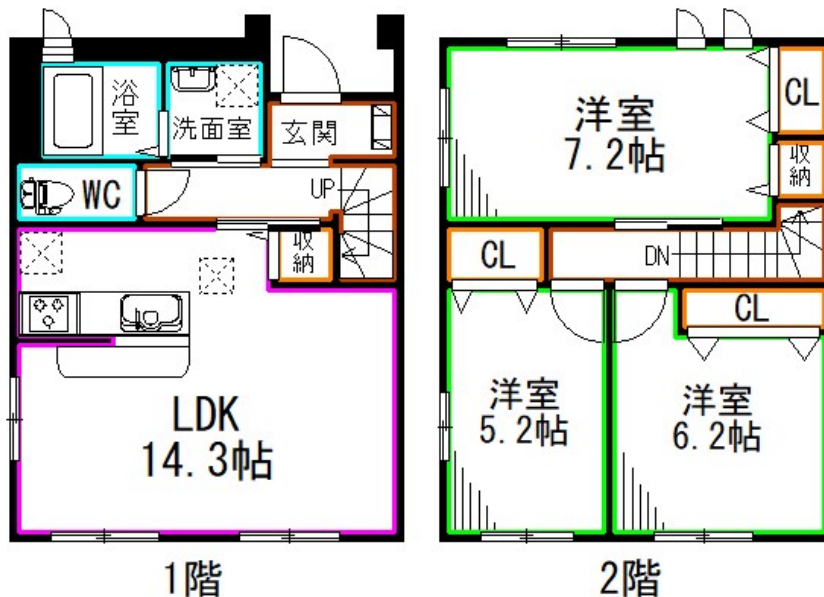 浴室
洗面室
玄関
WC
UP
収納
LDK
14.3帖
1階
洋室
7.2帖
CL
収納
CL
DN
CL
洋室
5.2帖
洋室
6.2帖
2階